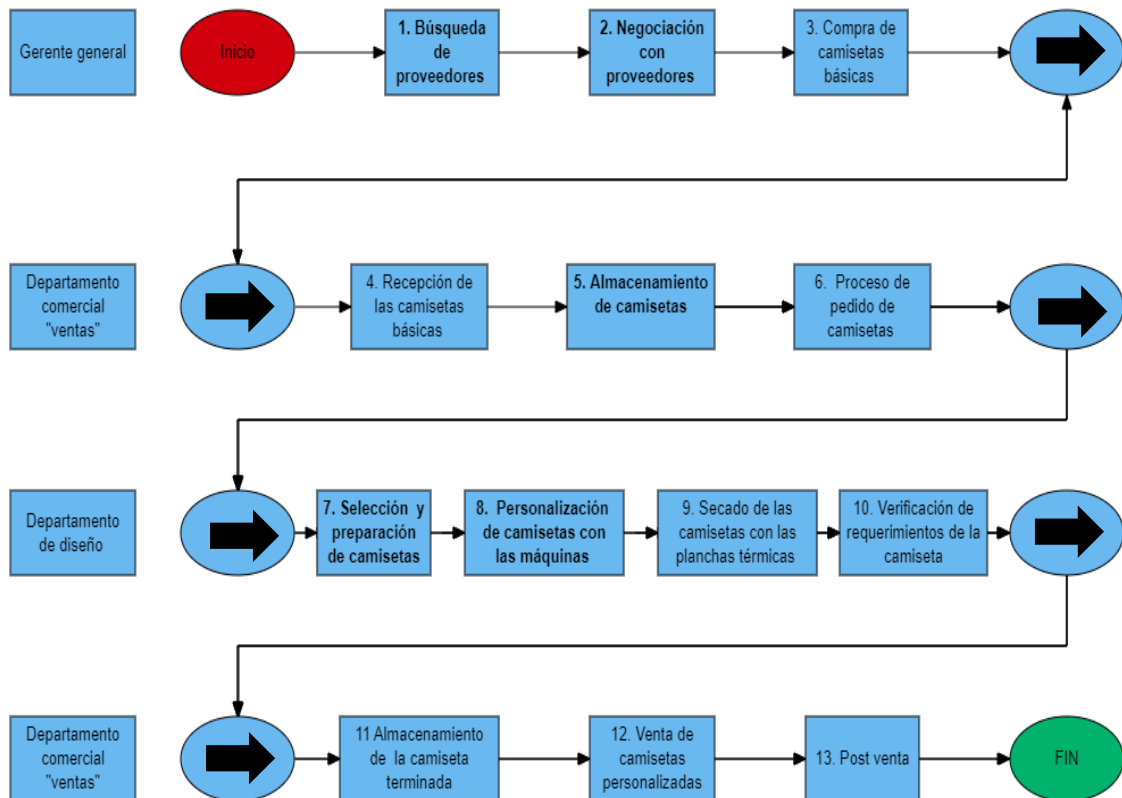 Gerente general
Inicio
1. Búsqueda
de
proveedores
2. Negociación
con
proveedores
3. Compra de
camisetas
básicas
Departamento
comercial
"ventas"
4. Recepción de
las camisetas
básicas
5. Almacenamiento
de camisetas
6. Proceso de
pedido de
camisetas
Departamento
de diseño
7. Selección y
preparación
de camisetas
8. Personalización
de camisetas con
las máquinas
9. Secado de las
camisetas con las
planchas térmicas
10. Verificación de
requerimientos de la
camiseta
Departamento
comercial
"ventas"
11 Almacenamiento
de la camiseta
terminada
12. Venta de
camisetas
personalizadas
13. Post venta
FIN